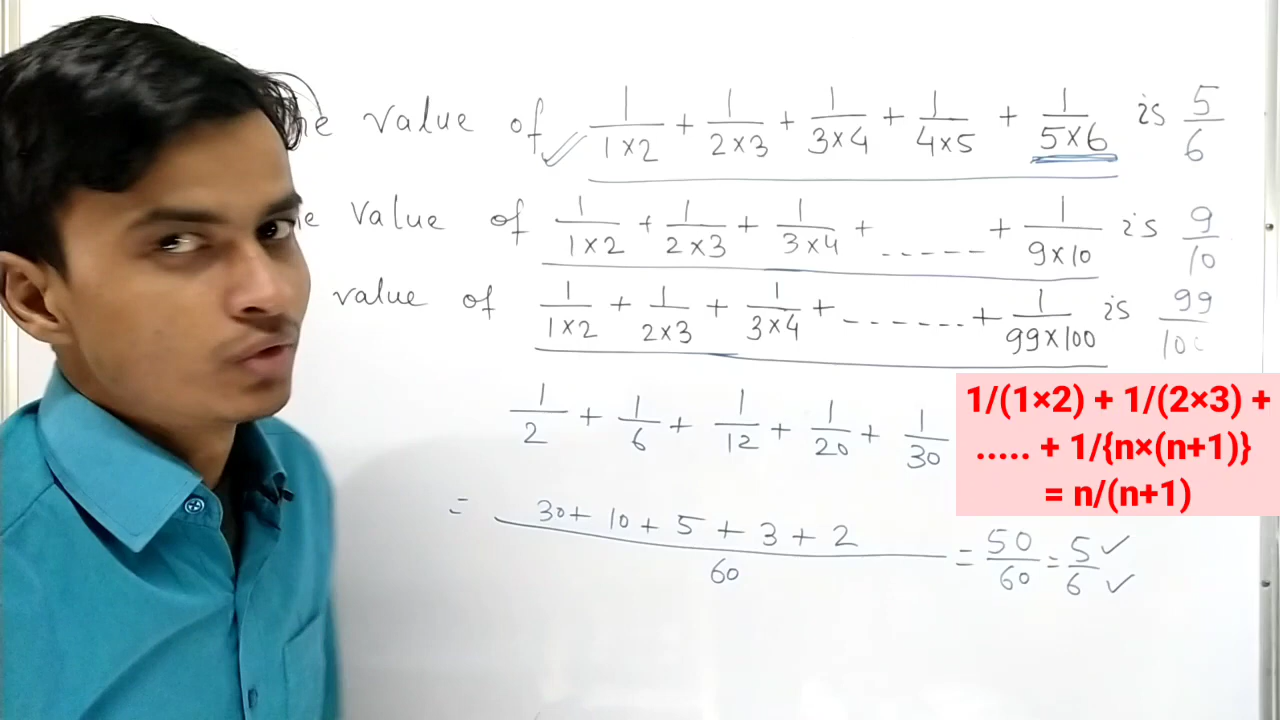 he value of 1/(1×2) + 1/(2×3) + 1/(3×4) + 1/(4×5) + 1/(5×6) is 5/6
he value of 1/(1×2) + 1/(2×3) + 1/(3×4) + ...... + 1/(9×10) is 9/10
value of 1/(1×2) + 1/(2×3) + 1/(3×4) + ....... + 1/(99×100) is 99/100
1/2 + 1/6 + 1/12 + 1/20 + 1/30
= (30 + 10 + 5 + 3 + 2)/60 = 50/60 = 5/6
1/(1×2) + 1/(2×3) +
..... + 1/{n×(n+1)}
= n/(n+1)